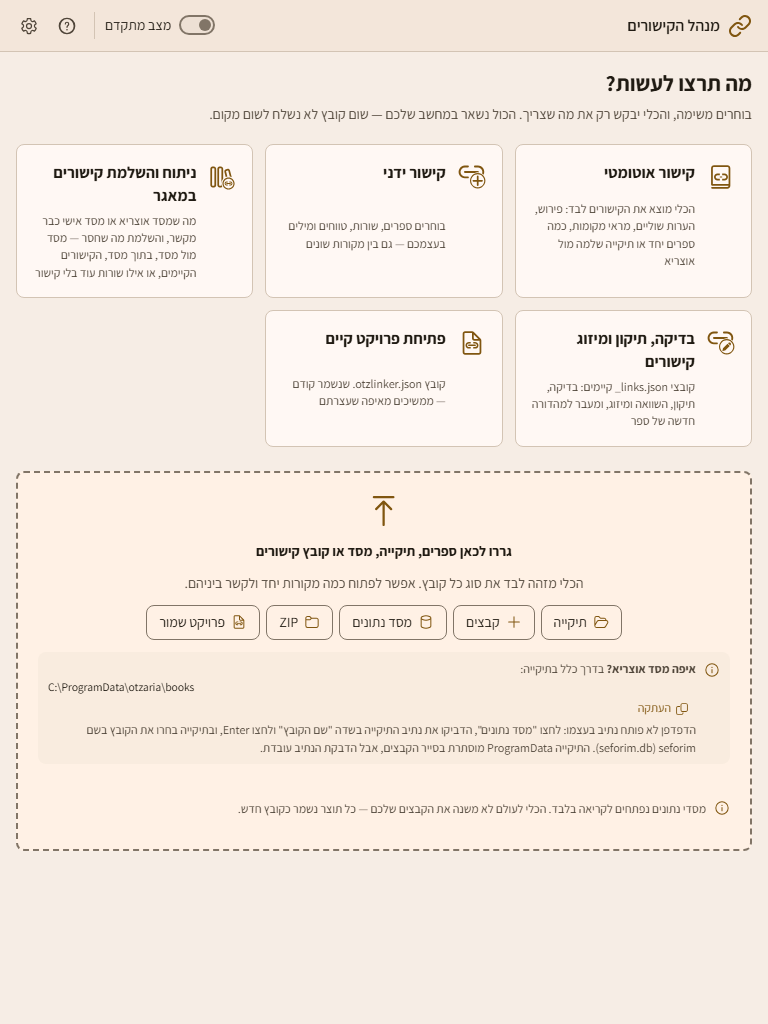 מנהל הקישורים
מצב מתקדם
מה תרצו לעשות?
בוחרים משימה, והכלי יבקש רק את מה שצריך. הכול נשאר במחשב שלכם — שום קובץ לא נשלח לשום מקום.
קישור אוטומטי
הכלי מוצא את הקישורים לבד: פירוש,
הערות שוליים, מראי מקומות, כמה
ספרים יחד או תיקייה שלמה מול
אוצריא
קישור ידני
בוחרים ספרים, שורות, טווחים ומילים
בעצמכם — גם בין מקורות שונים
ניתוח והשלמת קישורים
במאגר
מה שמסד אוצריא או מסד אישי כבר
מקשר, והשלמת מה שחסר — מסד
מול מסד, בתוך מסד, הקישורים
הקיימים, או אילו שורות עוד בלי קישור
בדיקה, תיקון ומיזוג
קישורים
קובצי links.json_ קיימים: בדיקה,
תיקון, השוואה ומיזוג, ומעבר למהדורה
חדשה של ספר
פתיחת פרויקט קיים
קובץ otzlinker.json. שנשמר קודם
— ממשיכים מאיפה שעצרתם
גררו לכאן ספרים, תיקייה, מסד או קובץ קישורים
הכלי מזהה לבד את סוג כל קובץ. אפשר לפתוח כמה מקורות יחד ולקשר ביניהם.
תיקייה
קבצים
מסד נתונים
ZIP
פרויקט שמור
איפה מסד אוצריא? בדרך כלל בתיקייה:
C:\ProgramData\otzaria\books
העתקה
הדפדפן לא פותח נתיב בעצמו: לחצו "מסד נתונים", הדביקו את נתיב התיקייה בשדה "שם הקובץ" ולחצו Enter, ובתיקייה בחרו את הקובץ בשם
seforim (seforim.db). התיקייה ProgramData מוסתרת בסייר הקבצים, אבל הדבקת הנתיב עובדת.
מסדי נתונים נפתחים לקריאה בלבד. הכלי לעולם לא משנה את הקבצים שלכם — כל תוצר נשמר כקובץ חדש.